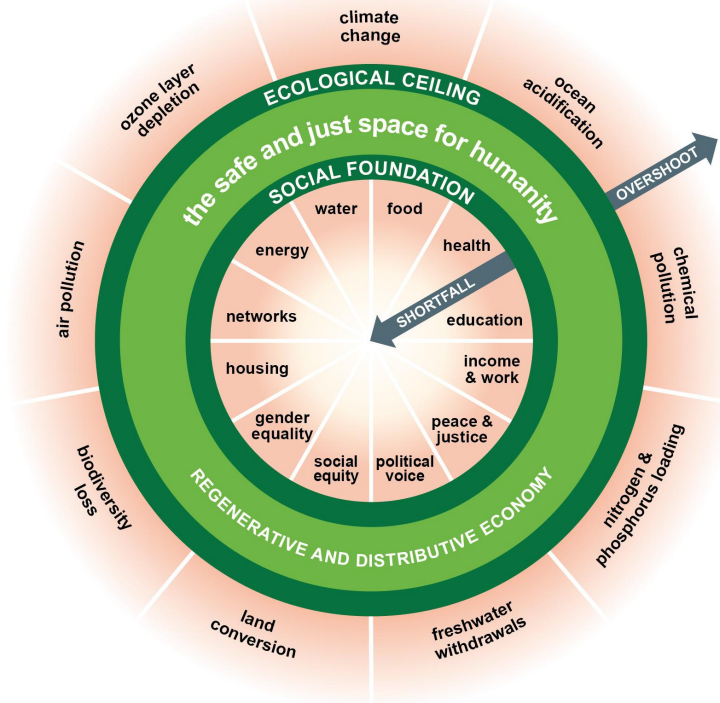 climate
change
ocean
acidification
chemical
pollution
nitrogen &
phosphorus loading
freshwater
withdrawals
land
conversion
biodiversity
loss
air pollution
ozone layer
depletion
ECOLOGICAL CEILING
the safe and just space for humanity
SOCIAL FOUNDATION
OVERSHOOT
SHORTFALL
water
food
health
education
income
& work
peace &
justice
political
voice
social
equity
gender
equality
housing
networks
energy
REGENERATIVE AND DISTRIBUTIVE ECONOMY